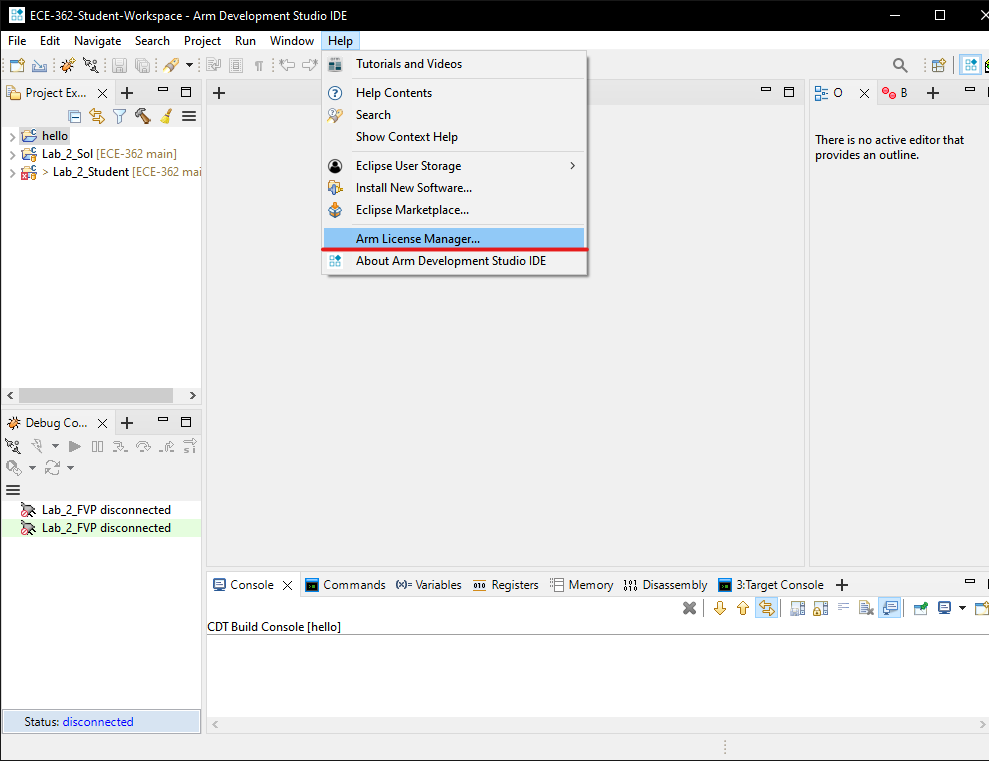 ECE-362-Student-Workspace - Arm Development Studio IDE
File Edit Navigate Search Project Run Window Help
Tutorials and Videos
Help Contents
Search
Show Context Help
Eclipse User Storage
Install New Software...
Eclipse Marketplace...
Arm License Manager...
About Arm Development Studio IDE
Project Ex...
hello
Lab_2_Sol [ECE-362 main]
> Lab_2_Student [ECE-362 mai
O B
There is no active editor that
provides an outline.
Debug Co...
Lab_2_FVP disconnected
Lab_2_FVP disconnected
Status: disconnected
Console Commands (x)= Variables 010 Registers Memory Disassembly 3:Target Console
CDT Build Console [hello]